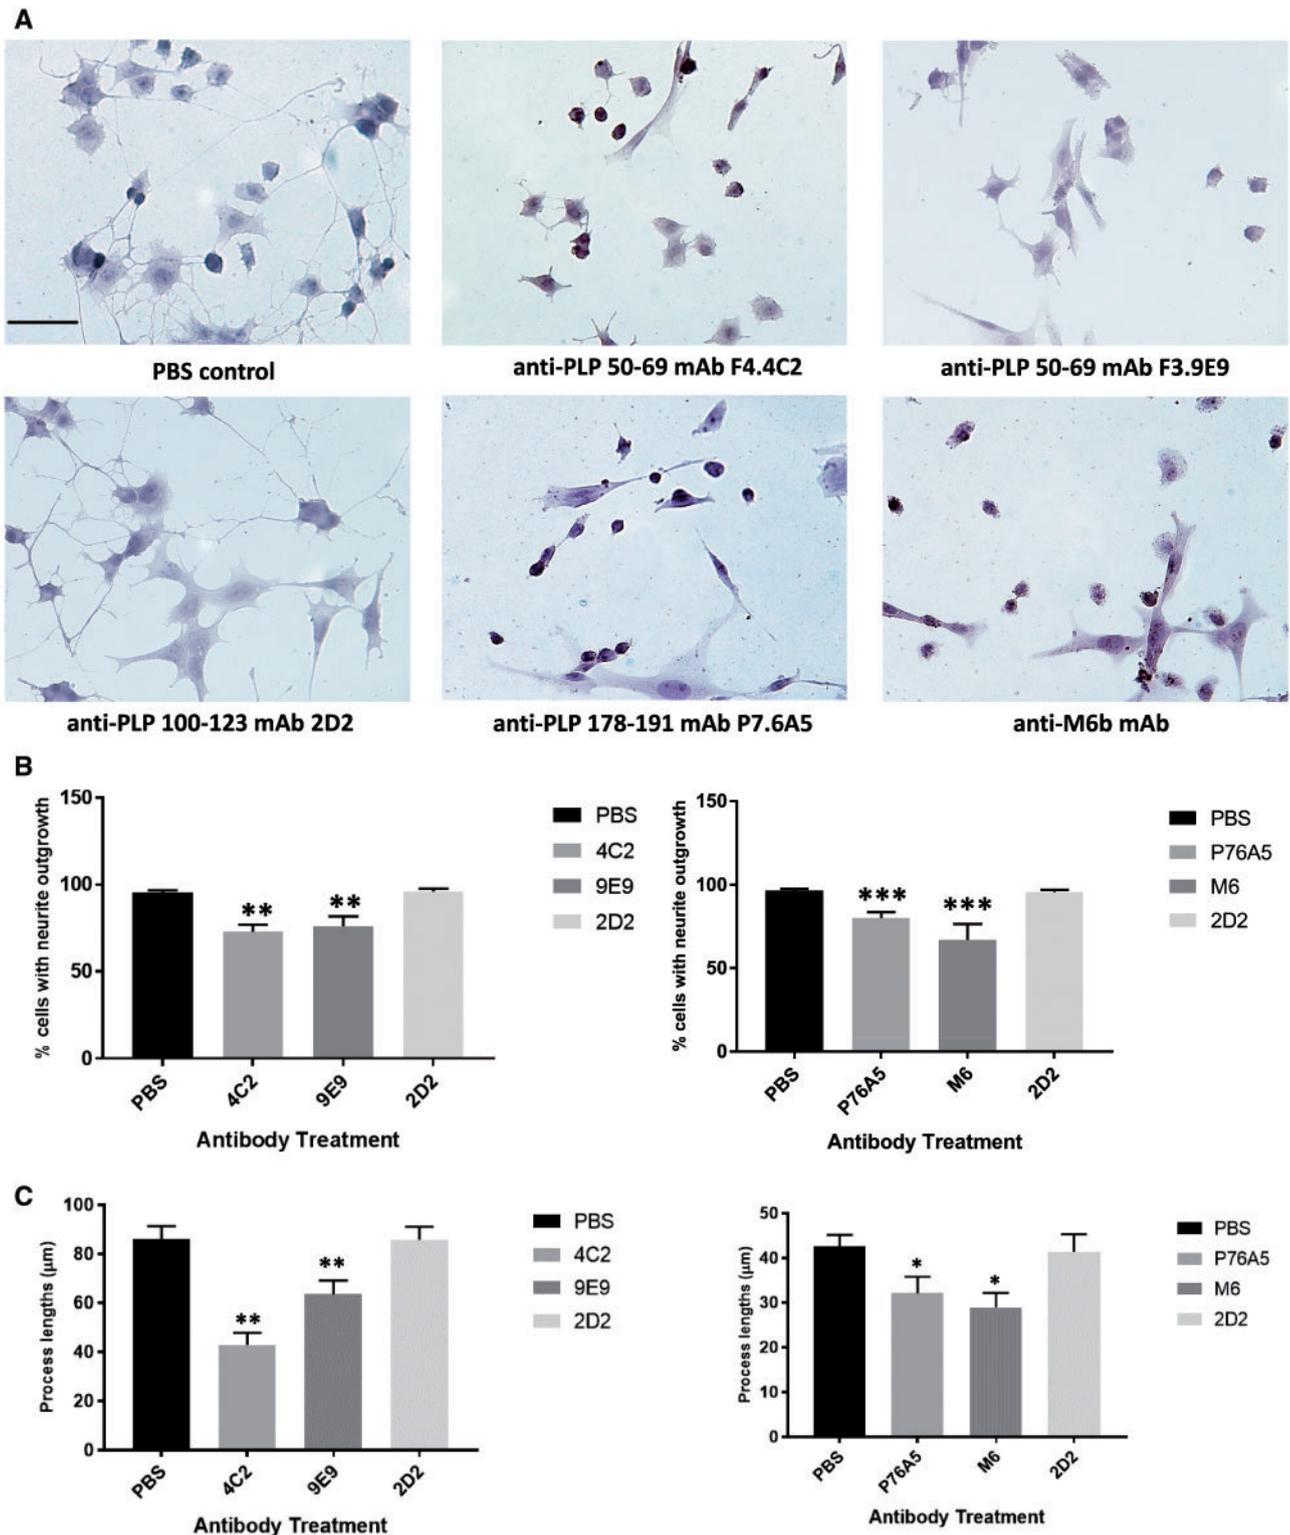 A
PBS control
anti-PLP 50-69 mAb F4.4C2
anti-PLP 50-69 mAb F3.9E9
anti-PLP 100-123 mAb 2D2
anti-PLP 178-191 mAb P7.6A5
anti-M6b mAb
B
% cells with neurite outgrowth
150
100
50
0
**
**
PBS
4C2
9E9
2D2
Antibody Treatment
PBS
4C2
9E9
2D2
% cells with neurite outgrowth
150
100
50
0
***
***
PBS
P76A5
M6
2D2
Antibody Treatment
PBS
P76A5
M6
2D2
C
Process lengths (µm)
100
80
60
40
20
0
**
**
PBS
4C2
9E9
2D2
Antibody Treatment
PBS
4C2
9E9
2D2
Process lengths (µm)
50
40
30
20
10
0
*
*
PBS
P76A5
M6
2D2
Antibody Treatment
PBS
P76A5
M6
2D2